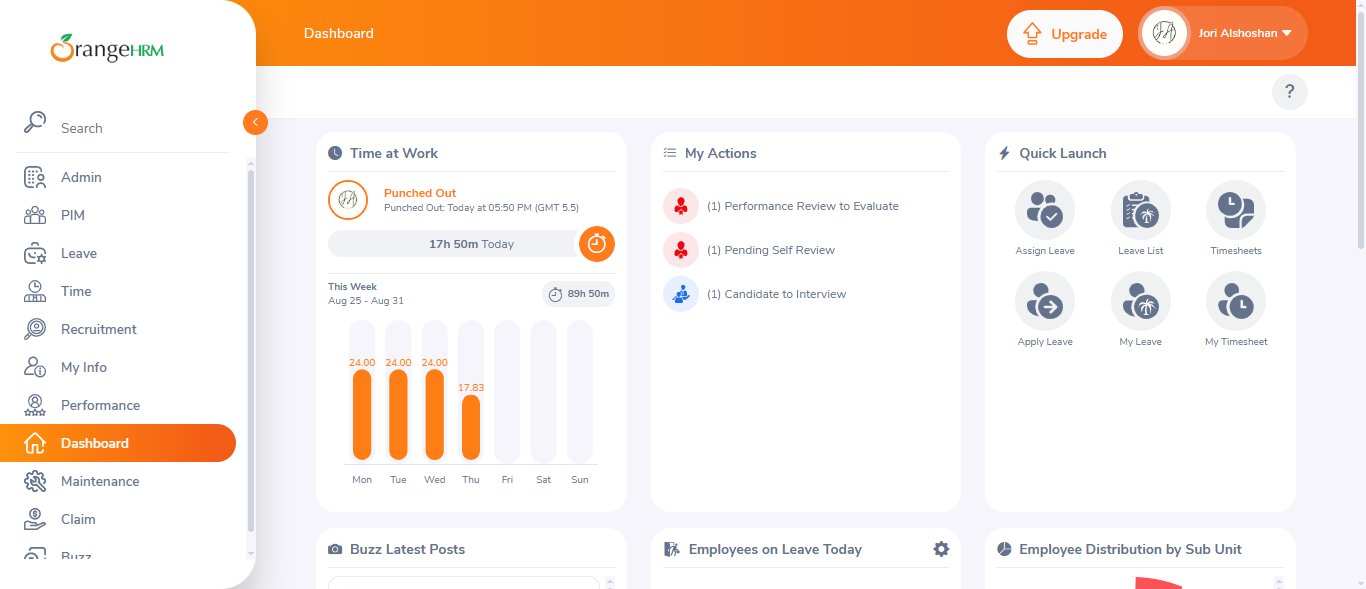 OrangeHRM
Dashboard
Upgrade
Jori Alshoshan
?
Search
Admin
PIM
Leave
Time
Recruitment
My Info
Performance
Dashboard
Maintenance
Claim
Buzz
Time at Work
Punched Out
Punched Out: Today at 05:50 PM (GMT 5.5)
17h 50m Today
This Week
Aug 25 - Aug 31
89h 50m
24.00 24.00 24.00 17.83
Mon Tue Wed Thu Fri Sat Sun
My Actions
(1) Performance Review to Evaluate
(1) Pending Self Review
(1) Candidate to Interview
Quick Launch
Assign Leave Leave List Timesheets
Apply Leave My Leave My Timesheet
Buzz Latest Posts
Employees on Leave Today
Employee Distribution by Sub Unit